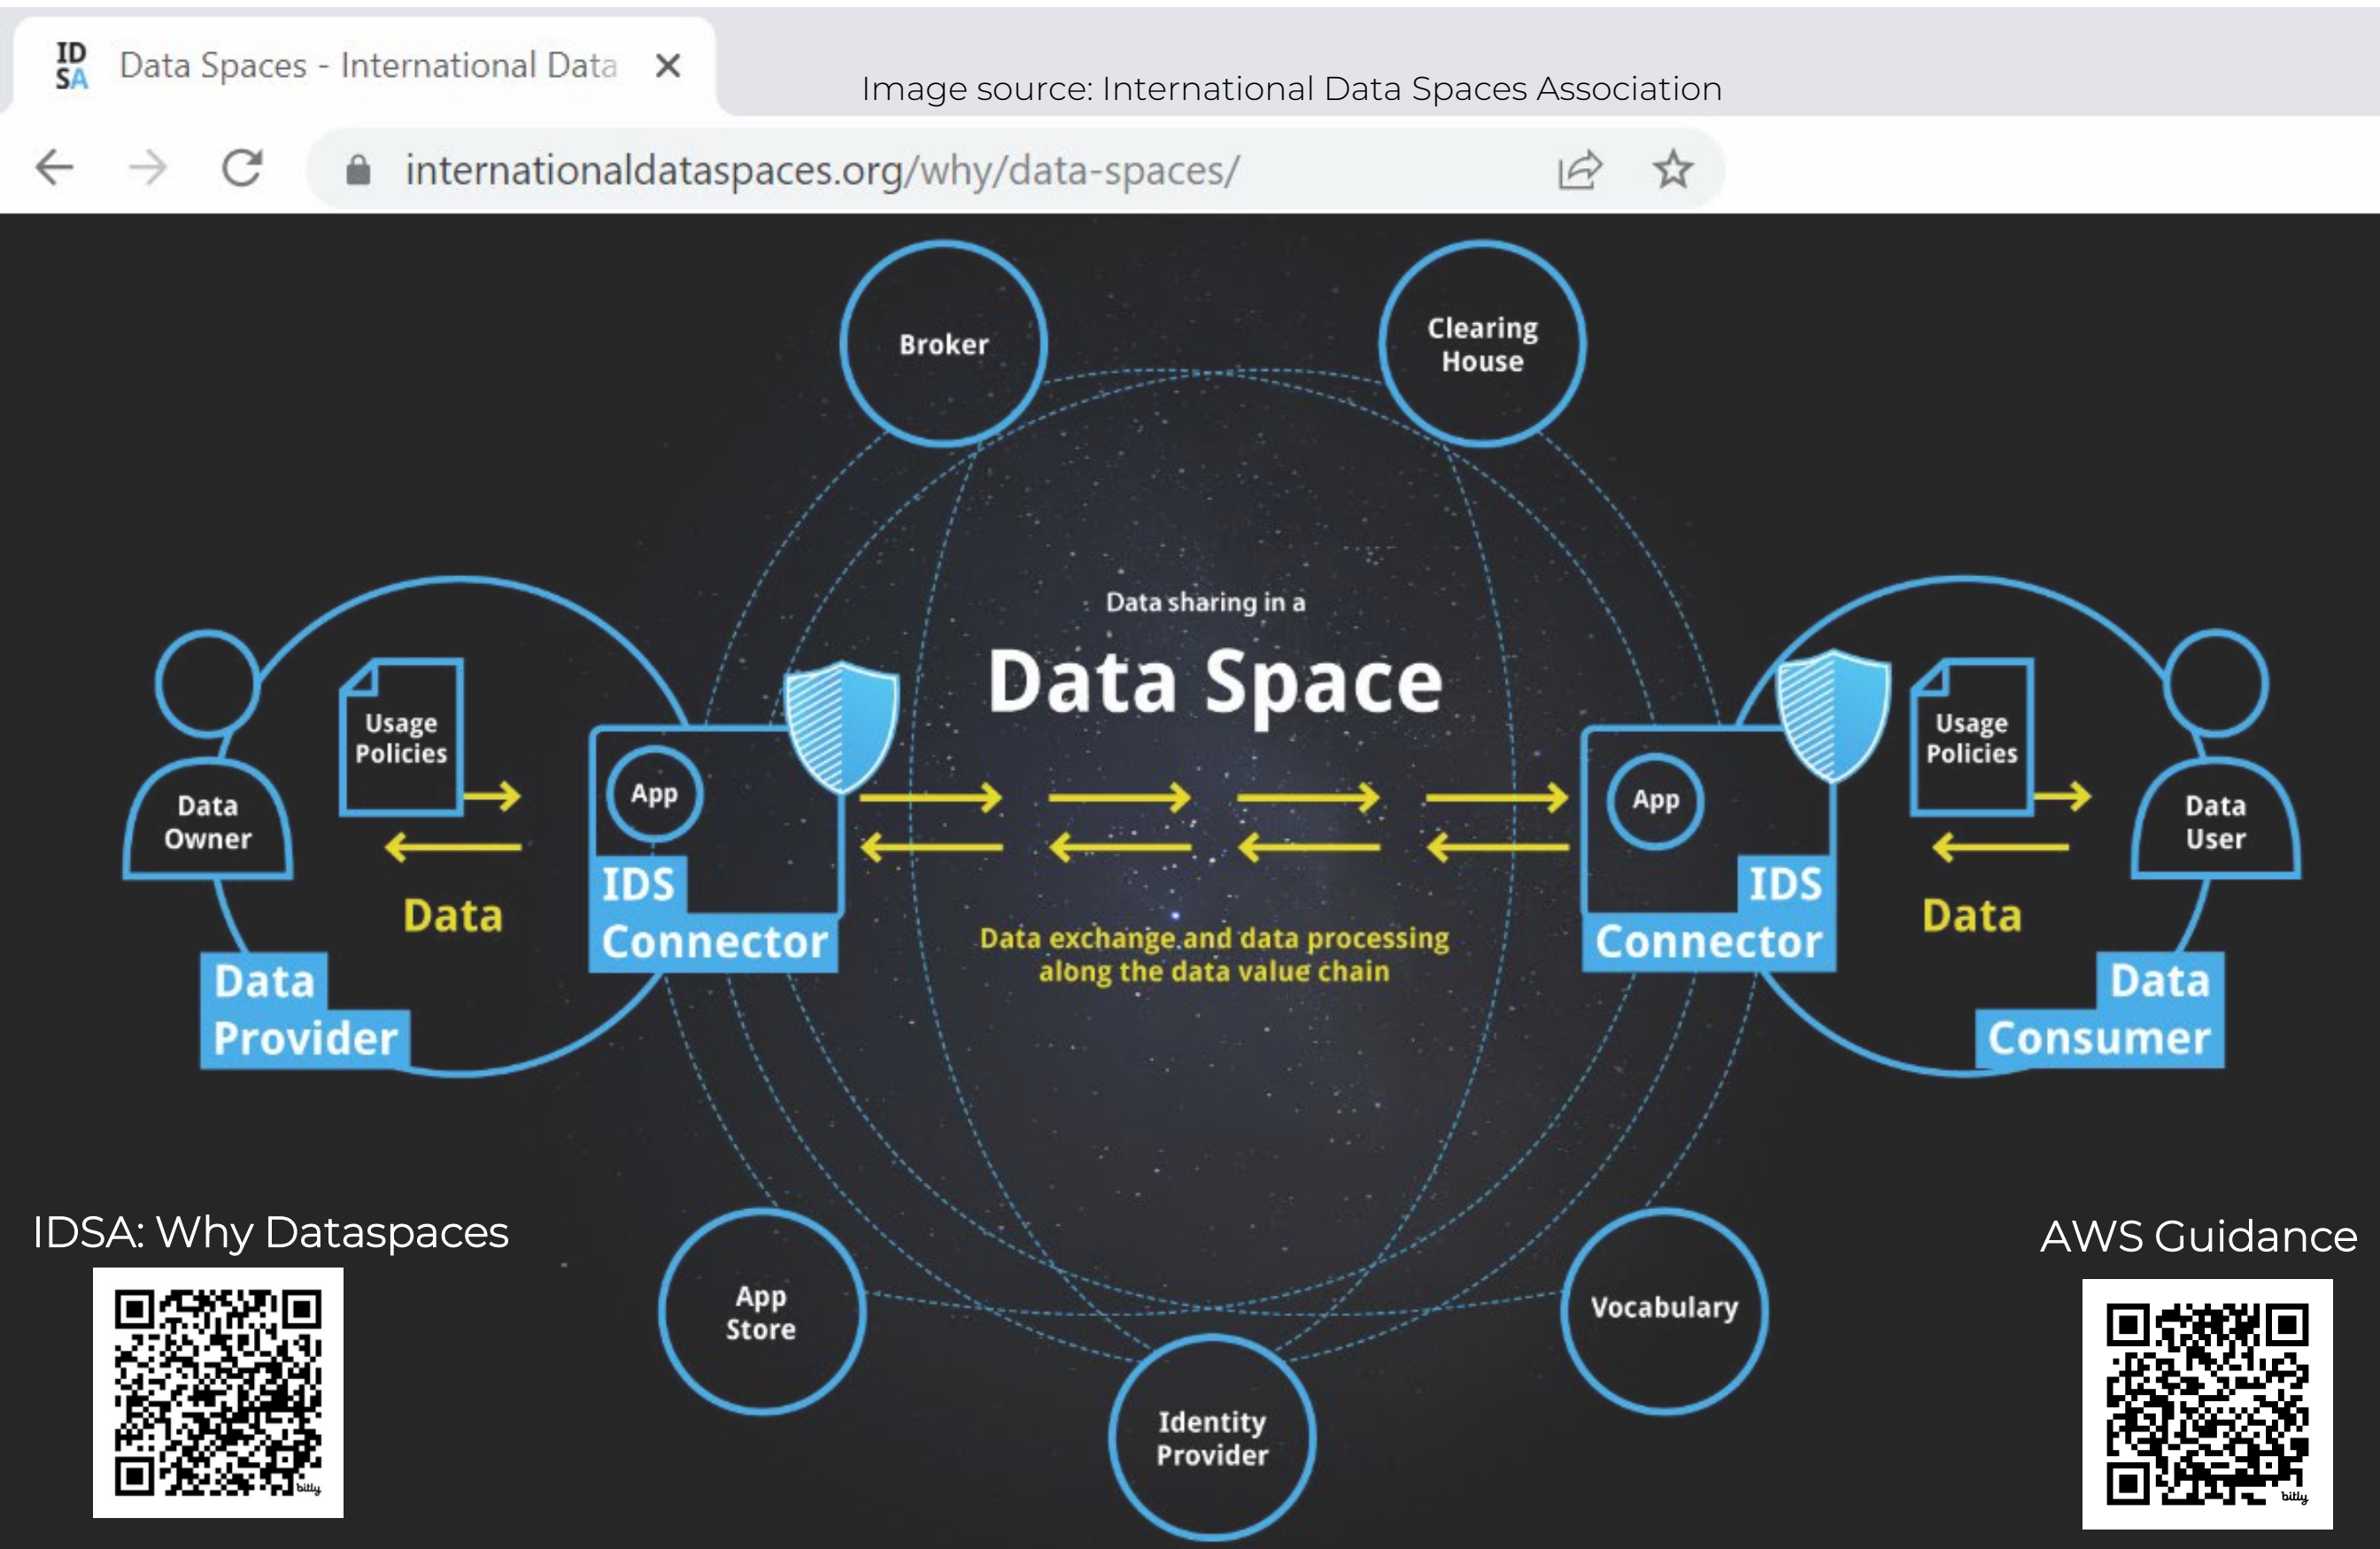 ID
SA
Data Spaces - International Data
Image source: International Data Spaces Association
internationaldataspaces.org/why/data-spaces/
Broker
Clearing
House
Data sharing in a
Data Space
Usage
Policies
Data
Owner
App
IDS
Connector
Data
Data
Provider
Data exchange and data processing
along the data value chain
App
IDS
Connector
Usage
Policies
Data
User
Data
Data
Consumer
IDSA: Why Dataspaces
bitly
App
Store
Identity
Provider
Vocabulary
AWS Guidance
bitly